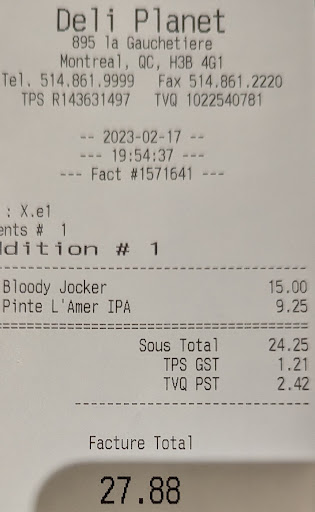 Deli Planet
895 la Gauchetiere
Montreal, QC, H3B 4G1
Tel. 514.861.9999 Fax 514.861.2220
TPS R143631497 TVQ 1022540781
-- 2023-02-17 --
--- 19:54:37 ---
--- Fact #1571641 ---
: X.e1
ents # 1
ddition # 1
Bloody Jocker 15.00
Pinte L'Amer IPA 9.25
Sous Total 24.25
TPS GST 1.21
TVQ PST 2.42
Facture Total
27.88